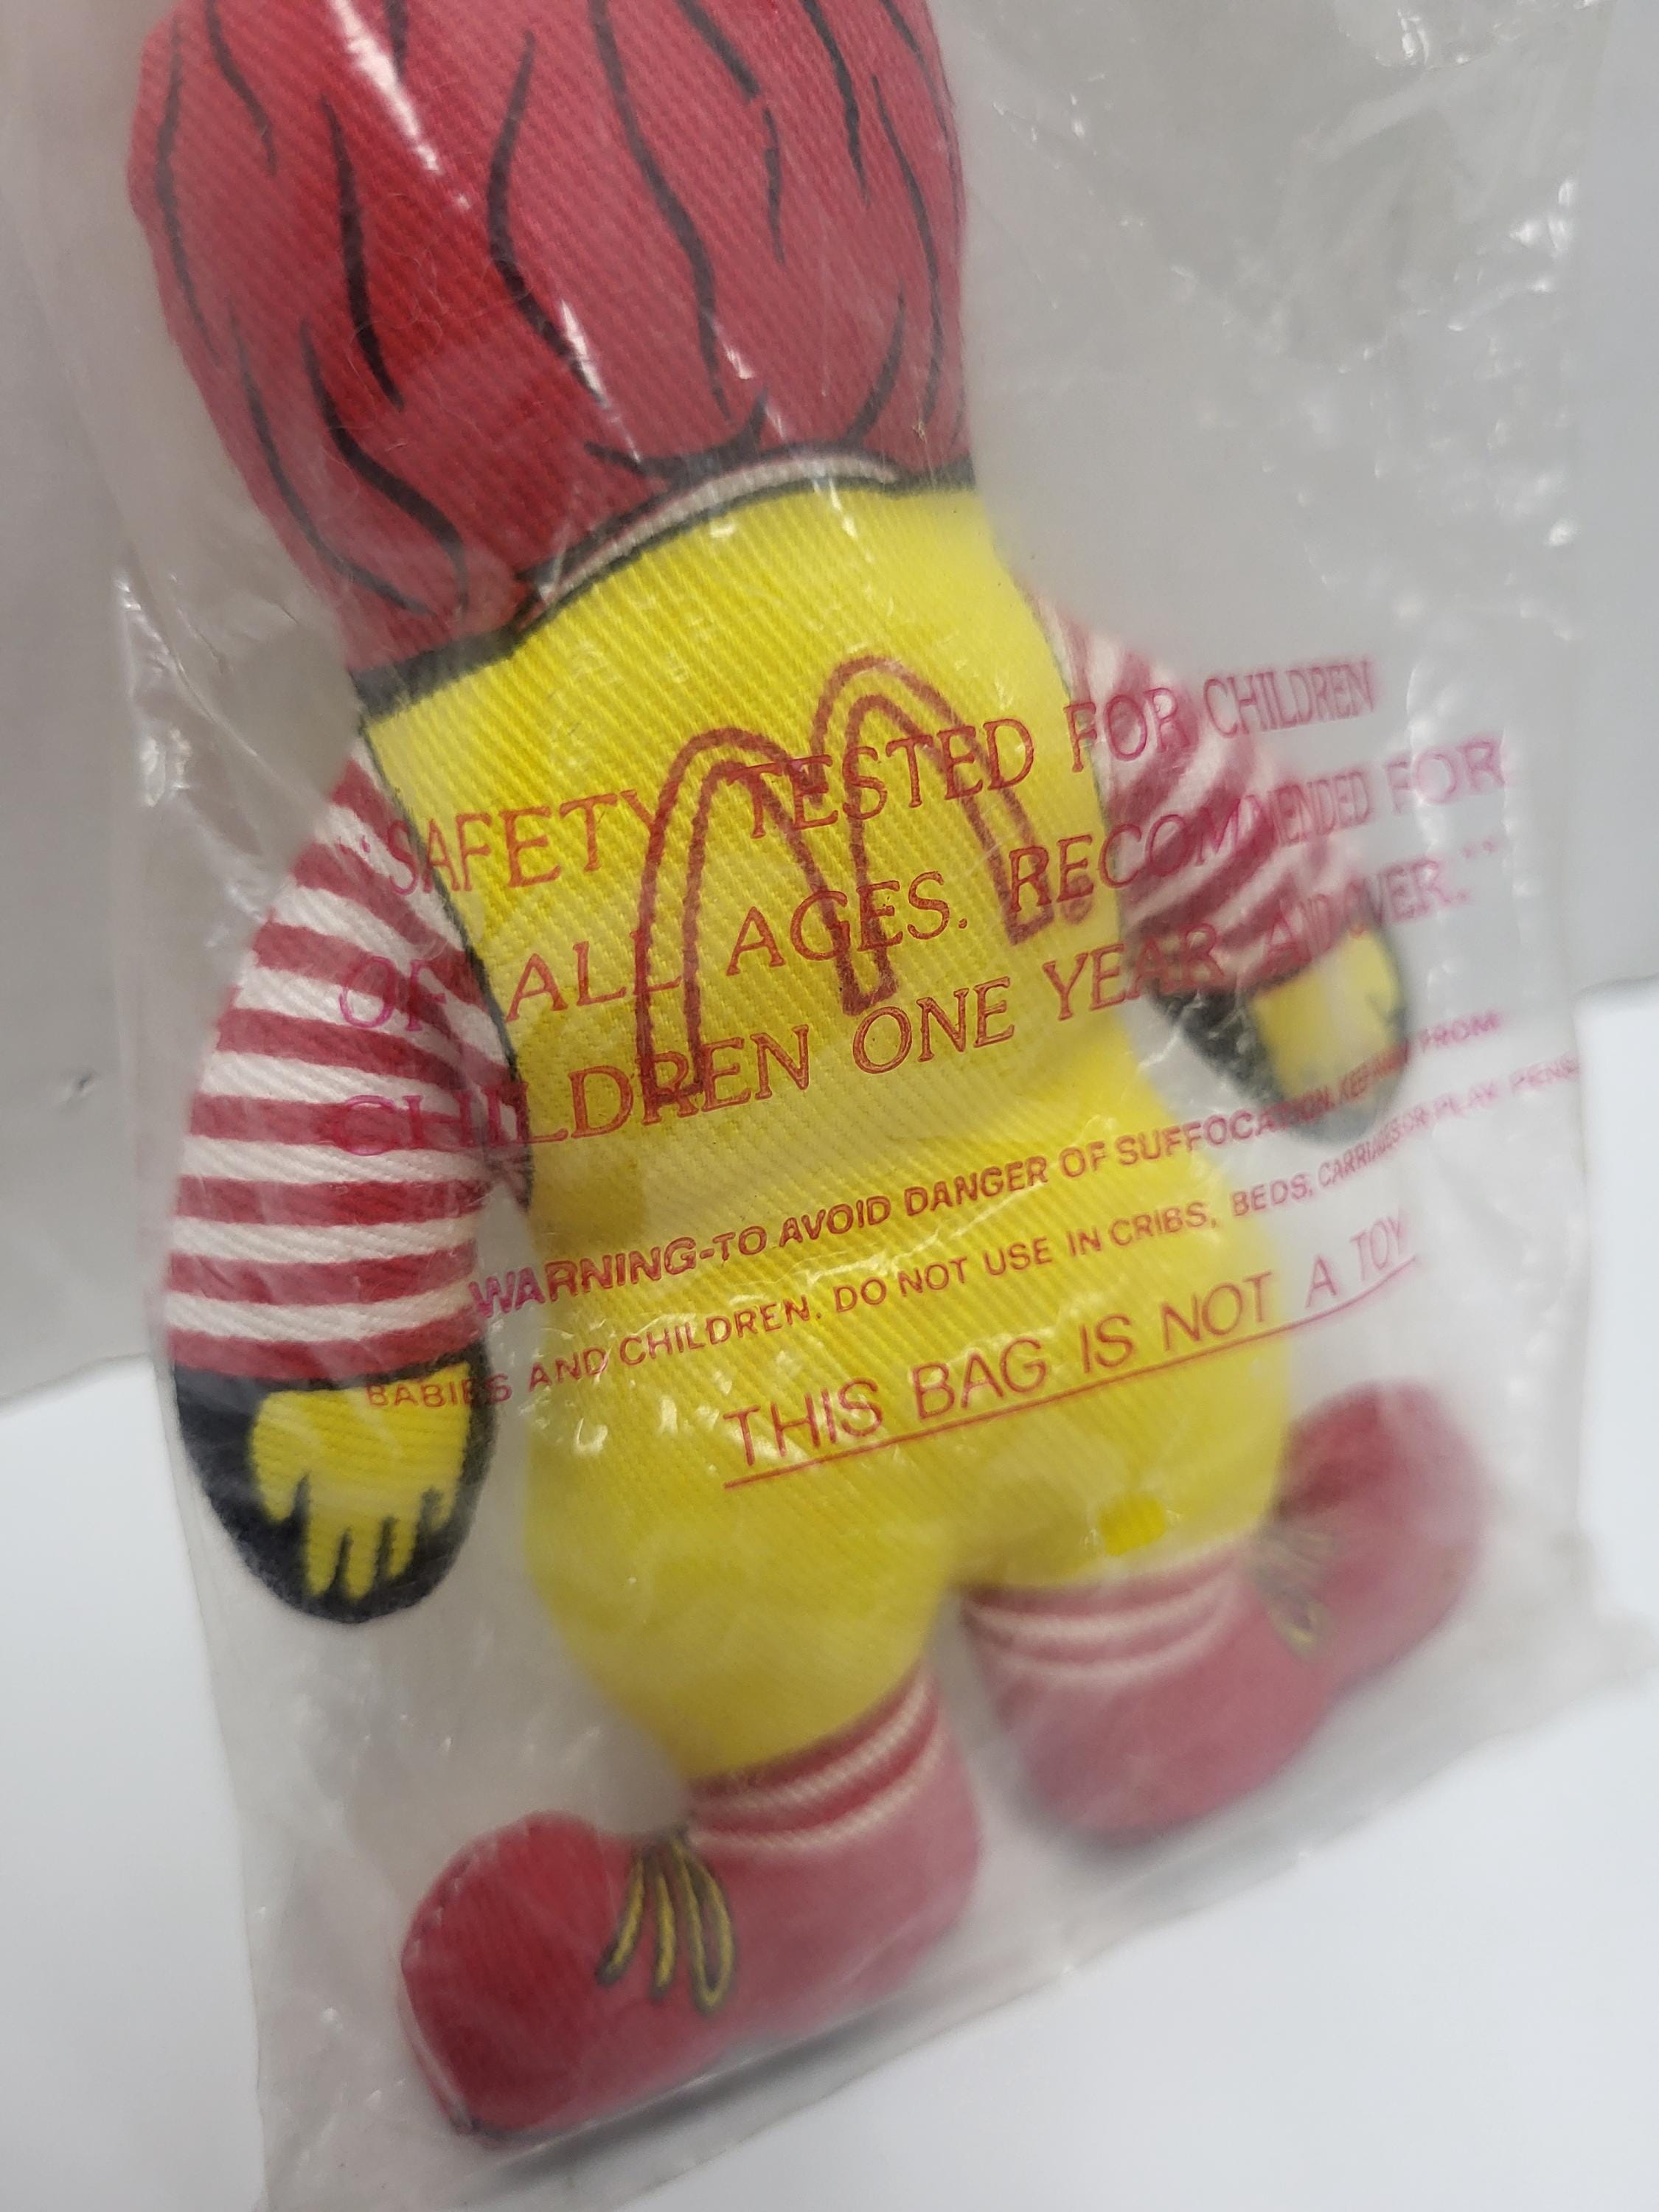 "SAFETY TESTED FOR CHILDREN
OF ALL AGES. RECOMMENDED FOR
CHILDREN ONE YEAR AND OVER."
WARNING-TO AVOID DANGER OF SUFFOCATION. KEEP AWAY FROM
BABIES AND CHILDREN. DO NOT USE IN CRIBS, BEDS, CARRIAGES OR PLAY PENS
THIS BAG IS NOT A TOY